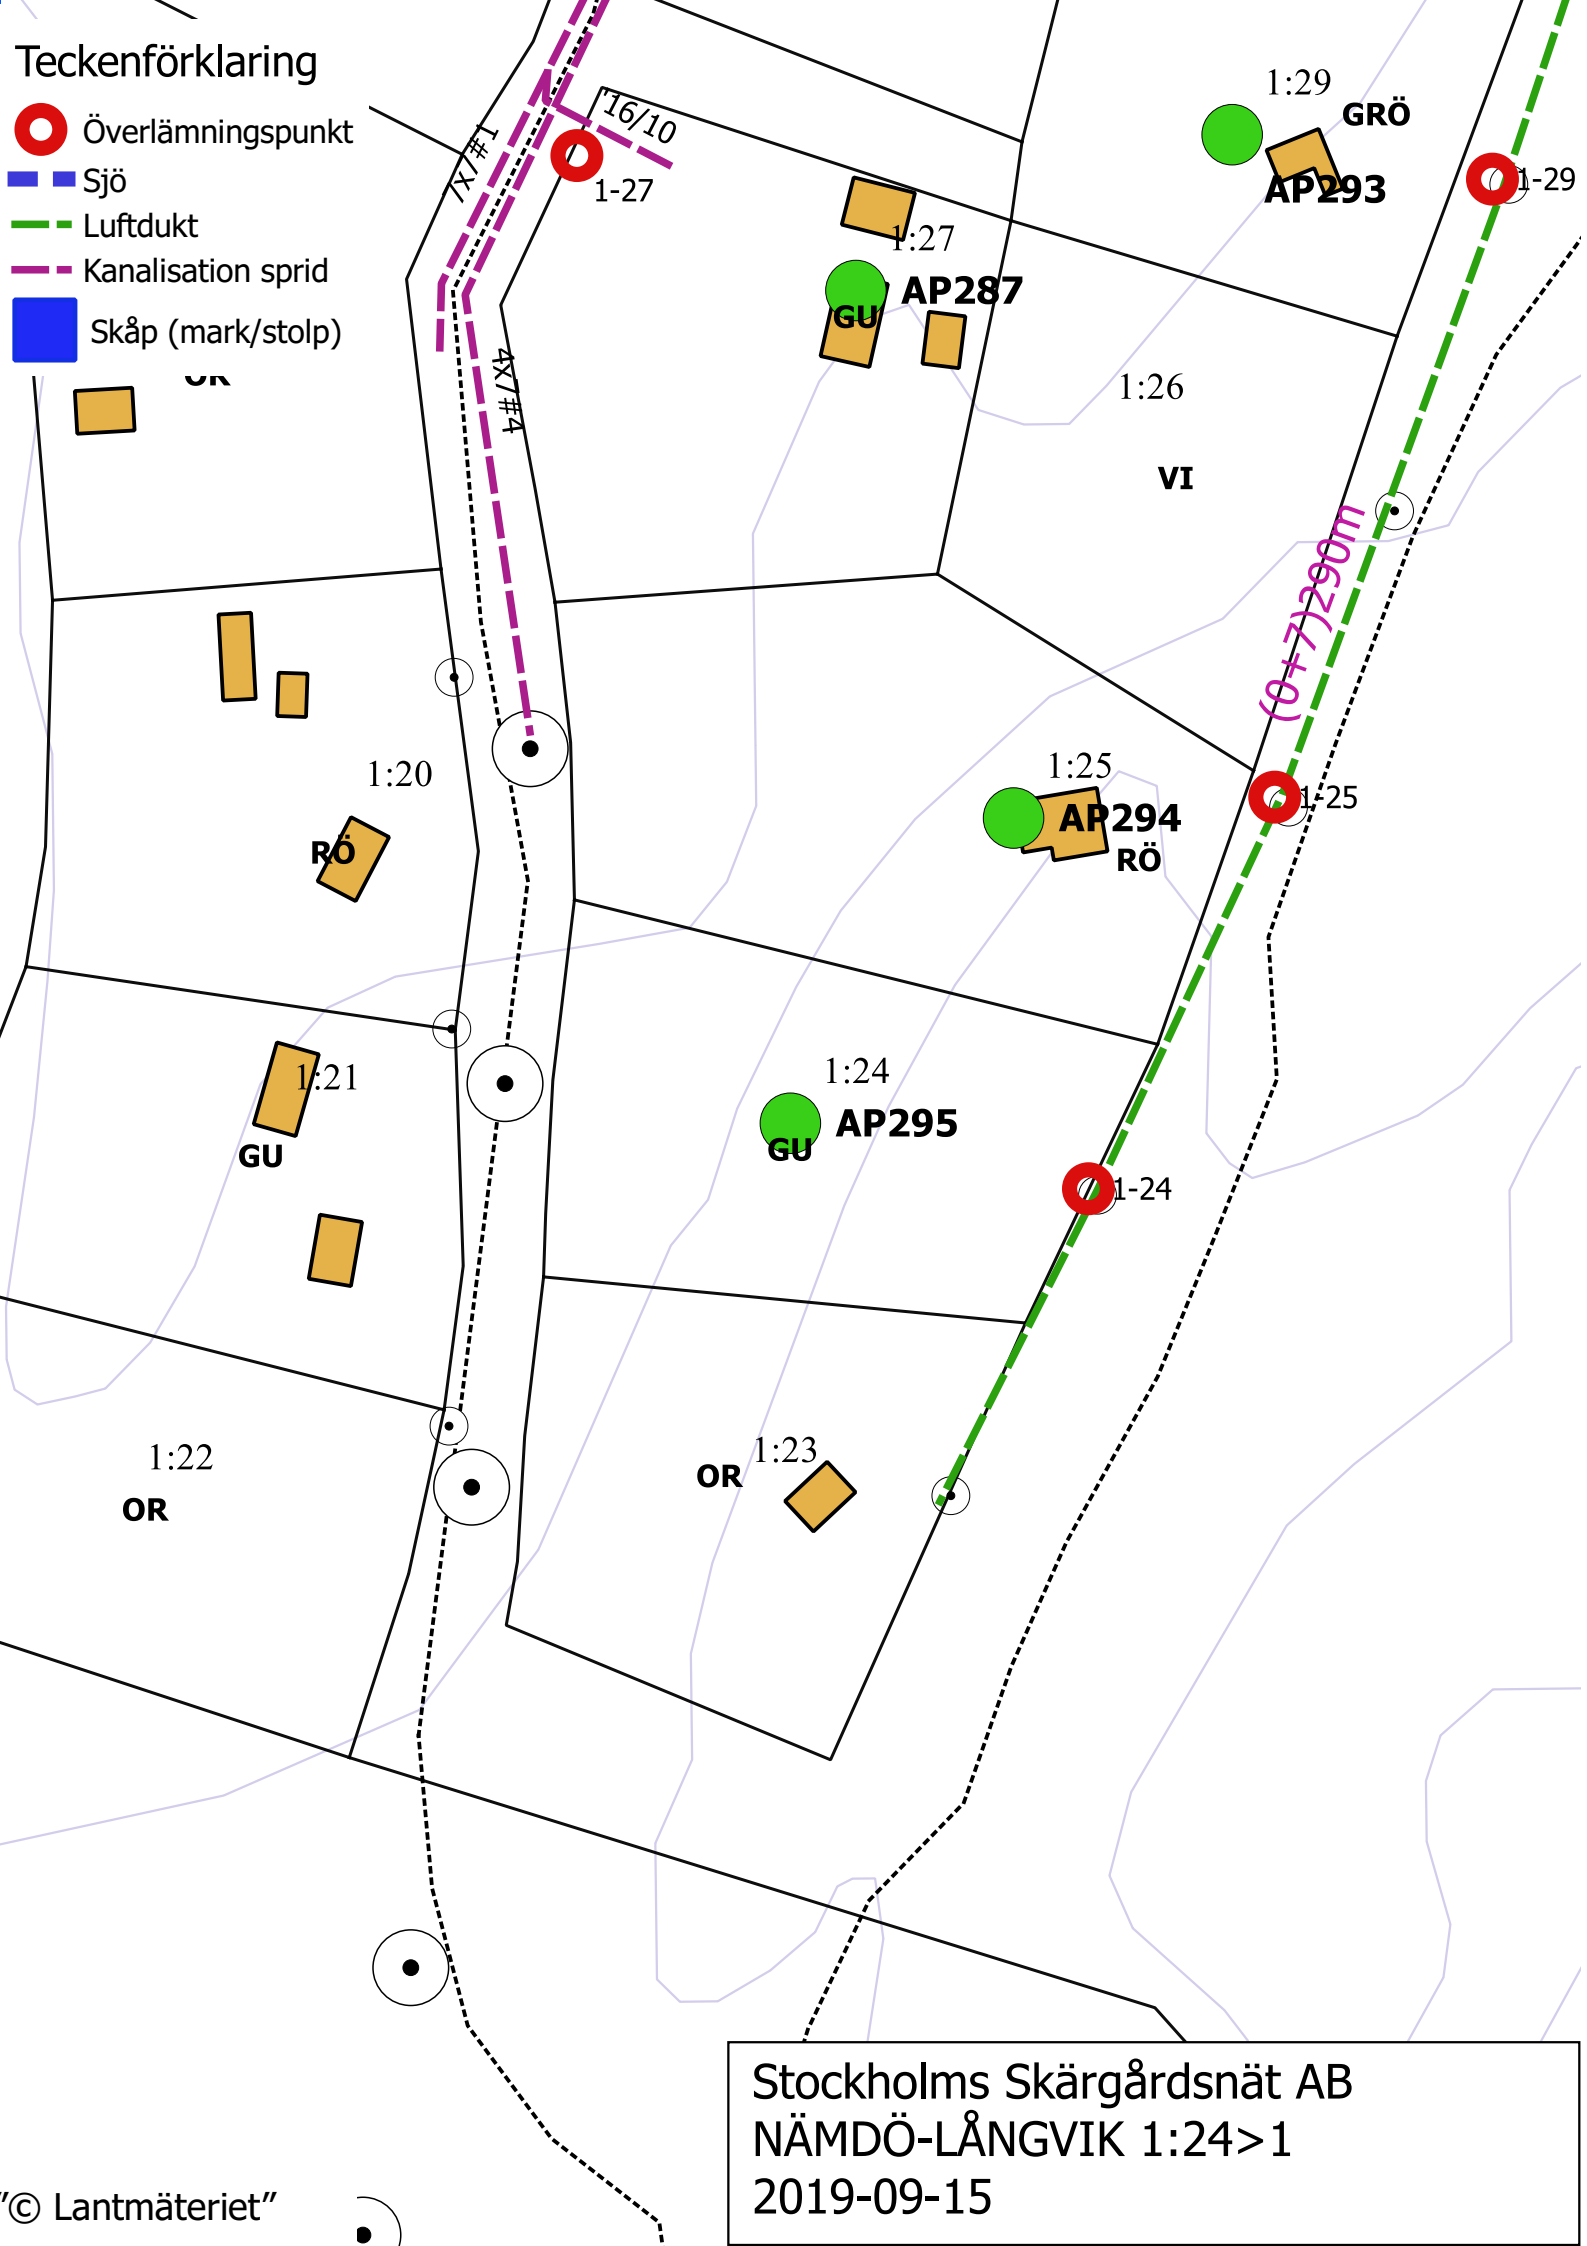 Teckenförklaring
Överlämningspunkt
Sjö
Luftdukt
Kanalisation sprid
Skåp (mark/stolp)
7x7#1
16/10
1-27
1:29
GRÖ
AP293
1-29
1:27
AP287
GU
4x7#4
1:26
VI
(0+7)290m
1:20
RÖ
1:25
AP294
RÖ
1-25
1:21
GU
1:24
AP295
GU
1-24
1:22
OR
1:23
OR
Stockholms Skärgårdsnät AB
NÄMDÖ-LÅNGVIK 1:24>1
2019-09-15
"© Lantmäteriet"